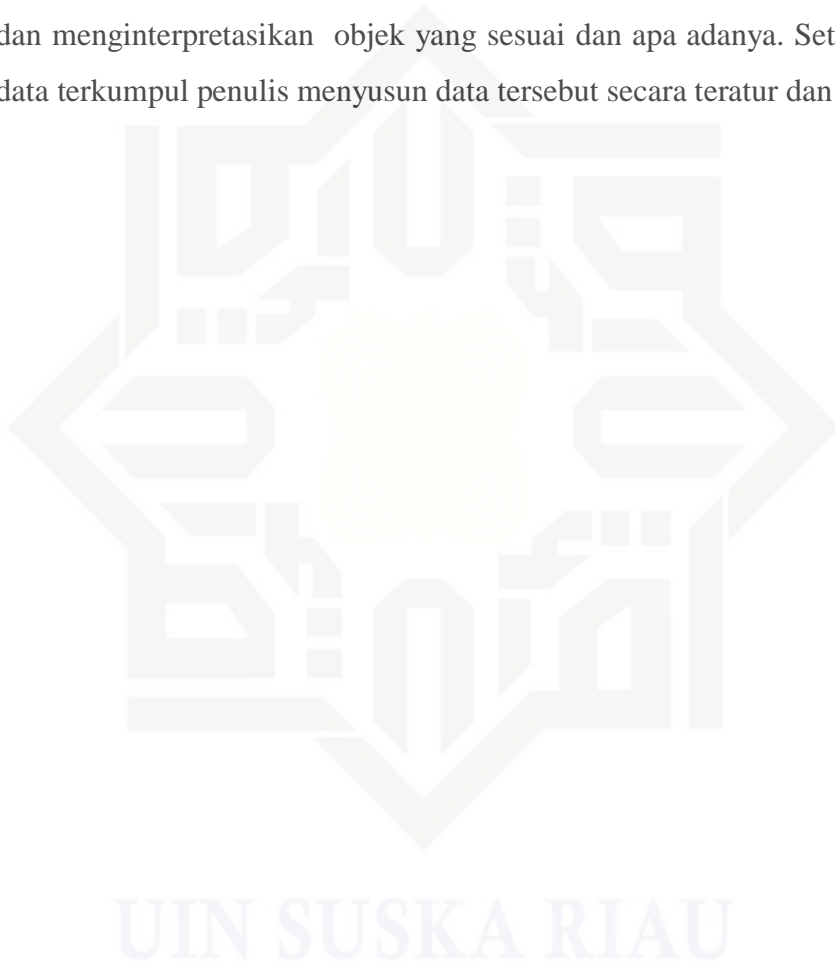 dan menginterpretasikan objek yang sesuai dan apa adanya. Set
data terkumpul penulis menyusun data tersebut secara teratur dan
UIN SUSKA RIAU